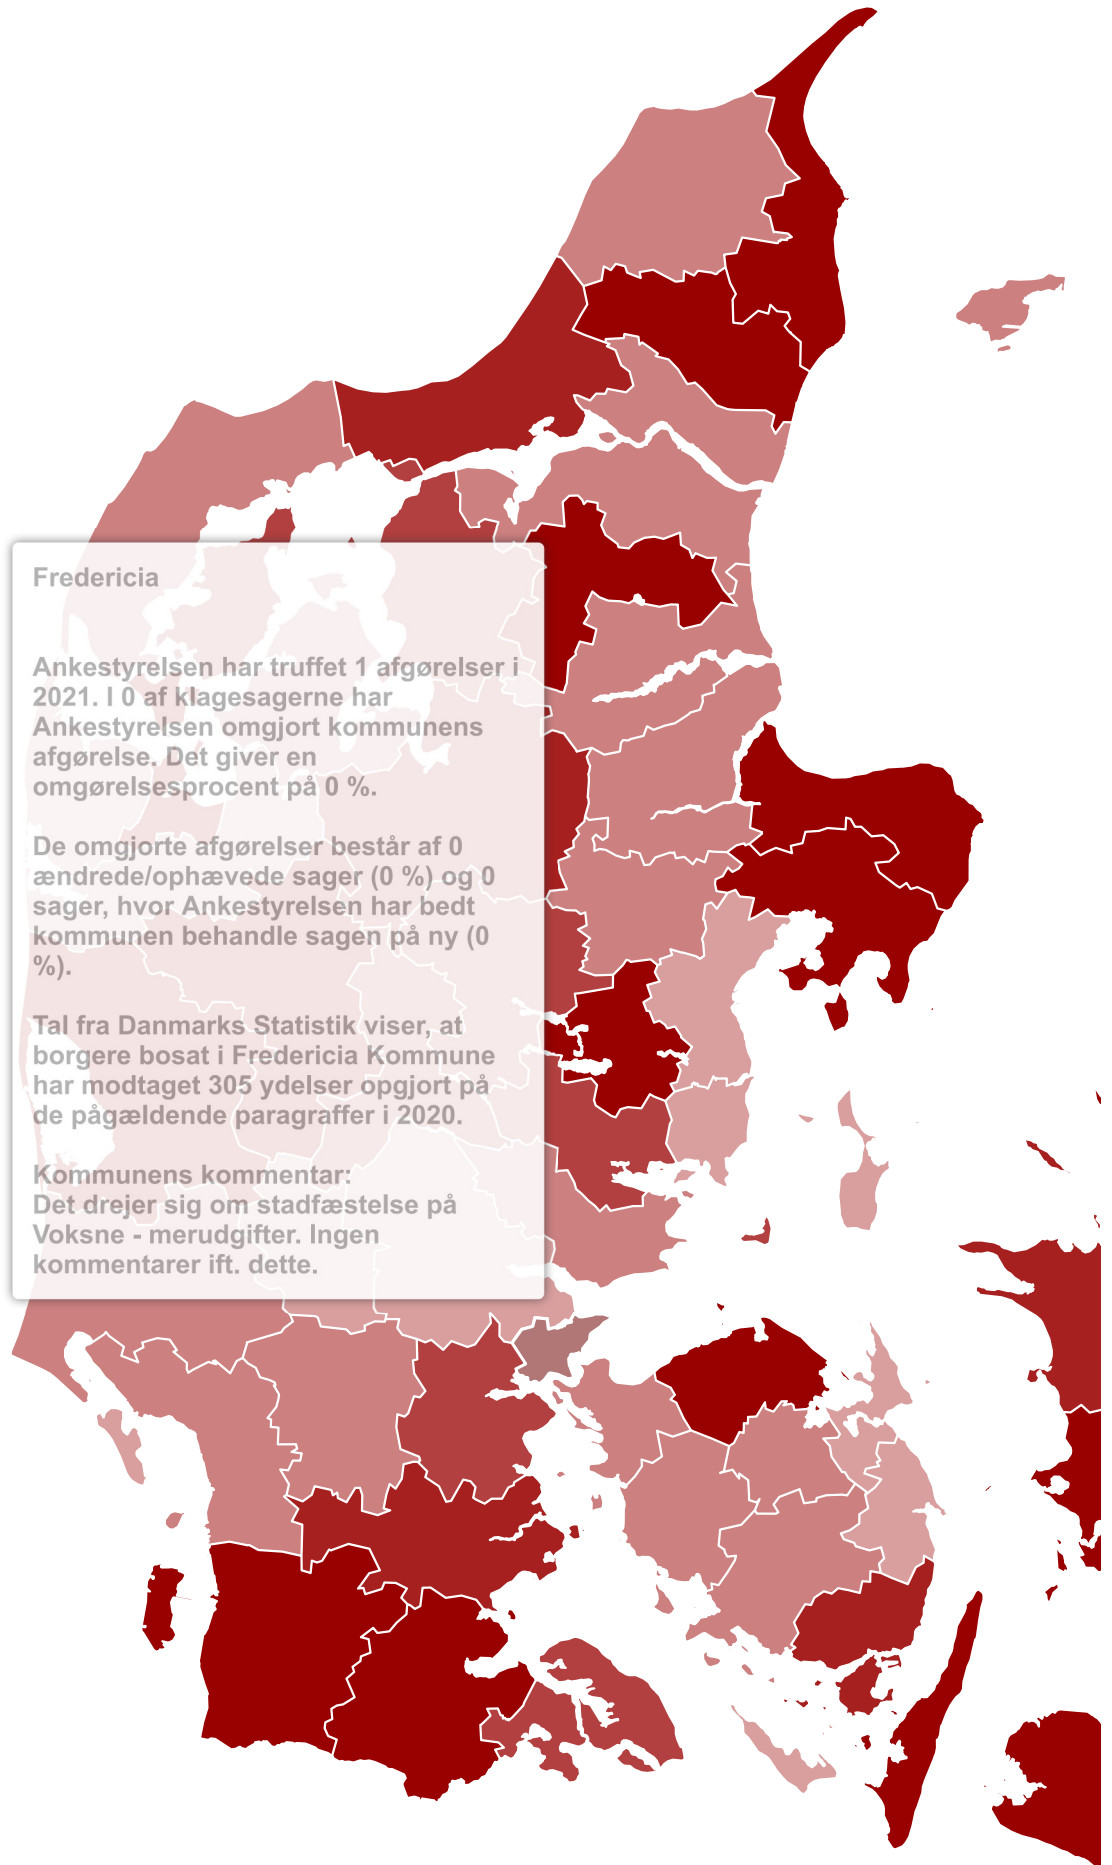 Fredericia
Ankestyrelsen har truffet 1 afgørelser i
2021. I 0 af klagesagerne har
Ankestyrelsen omgjort kommunens
afgørelse. Det giver en
omgørelsesprocent på 0 %.
De omgjorte afgørelser består af 0
ændrede/ophævede sager (0 %) og 0
sager, hvor Ankestyrelsen har bedt
kommunen behandle sagen på ny (0
%).
Tal fra Danmarks Statistik viser, at
borgere bosat i Fredericia Kommune
har modtaget 305 ydelser opgjort på
de pågældende paragraffer i 2020.
Kommunens kommentar:
Det drejer sig om stadfæstelse på
Voksne - merudgifter. Ingen
kommentarer ift. dette.